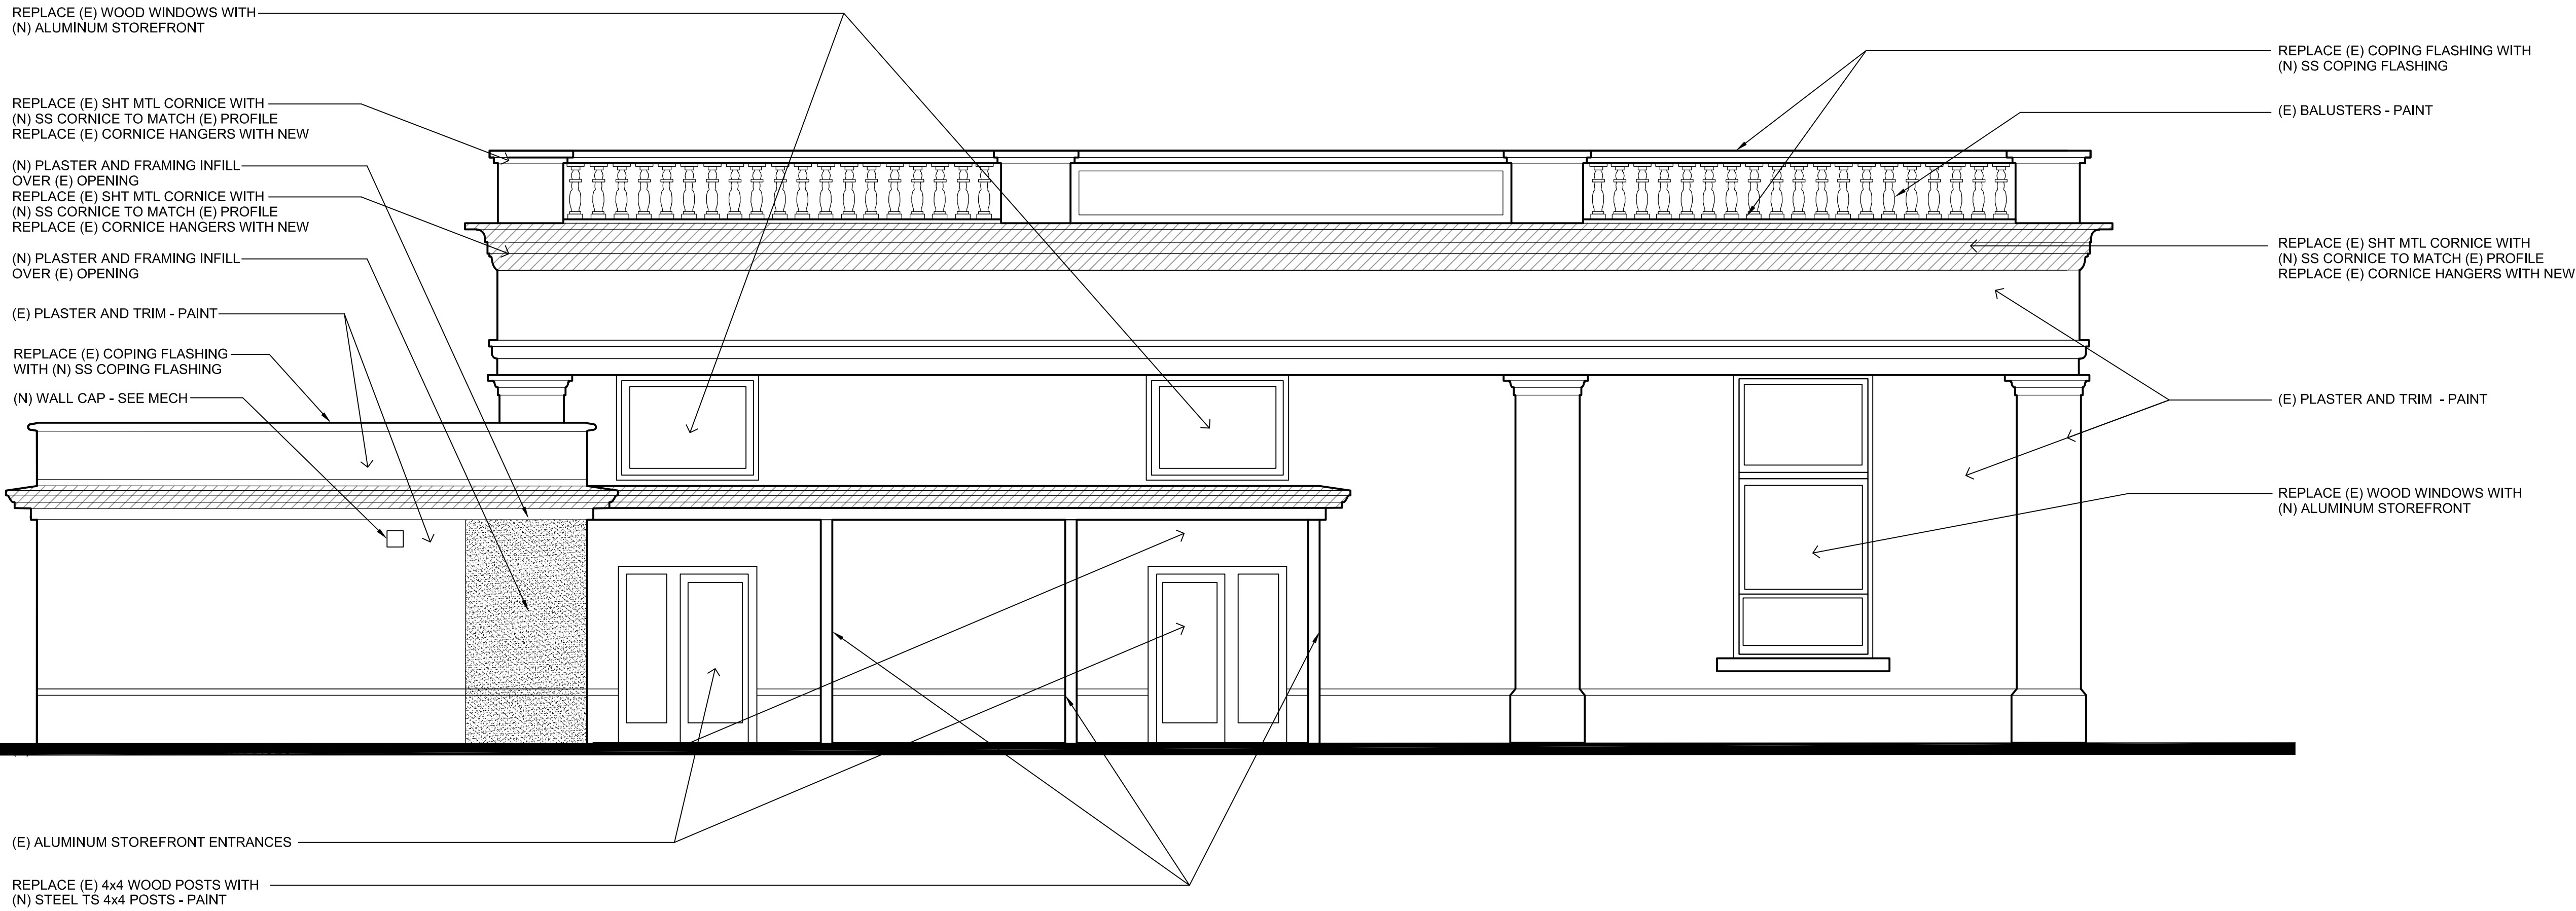 REPLACE (E) WOOD WINDOWS WITH
(N) ALUMINUM STOREFRONT
REPLACE (E) SHT MTL CORNICE WITH
(N) SS CORNICE TO MATCH (E) PROFILE
REPLACE (E) CORNICE HANGERS WITH NEW
(N) PLASTER AND FRAMING INFILL
OVER (E) OPENING
REPLACE (E) SHT MTL CORNICE WITH
(N) SS CORNICE TO MATCH (E) PROFILE
REPLACE (E) CORNICE HANGERS WITH NEW
(N) PLASTER AND FRAMING INFILL
OVER (E) OPENING
(E) PLASTER AND TRIM - PAINT
REPLACE (E) COPING FLASHING
WITH (N) SS COPING FLASHING
(N) WALL CAP - SEE MECH
(E) ALUMINUM STOREFRONT ENTRANCES
REPLACE (E) 4x4 WOOD POSTS WITH
(N) STEEL TS 4x4 POSTS - PAINT
REPLACE (E) COPING FLASHING WITH
(N) SS COPING FLASHING
(E) BALUSTERS - PAINT
REPLACE (E) SHT MTL CORNICE WITH
(N) SS CORNICE TO MATCH (E) PROFILE
REPLACE (E) CORNICE HANGERS WITH NEW
(E) PLASTER AND TRIM - PAINT
REPLACE (E) WOOD WINDOWS WITH
(N) ALUMINUM STOREFRONT